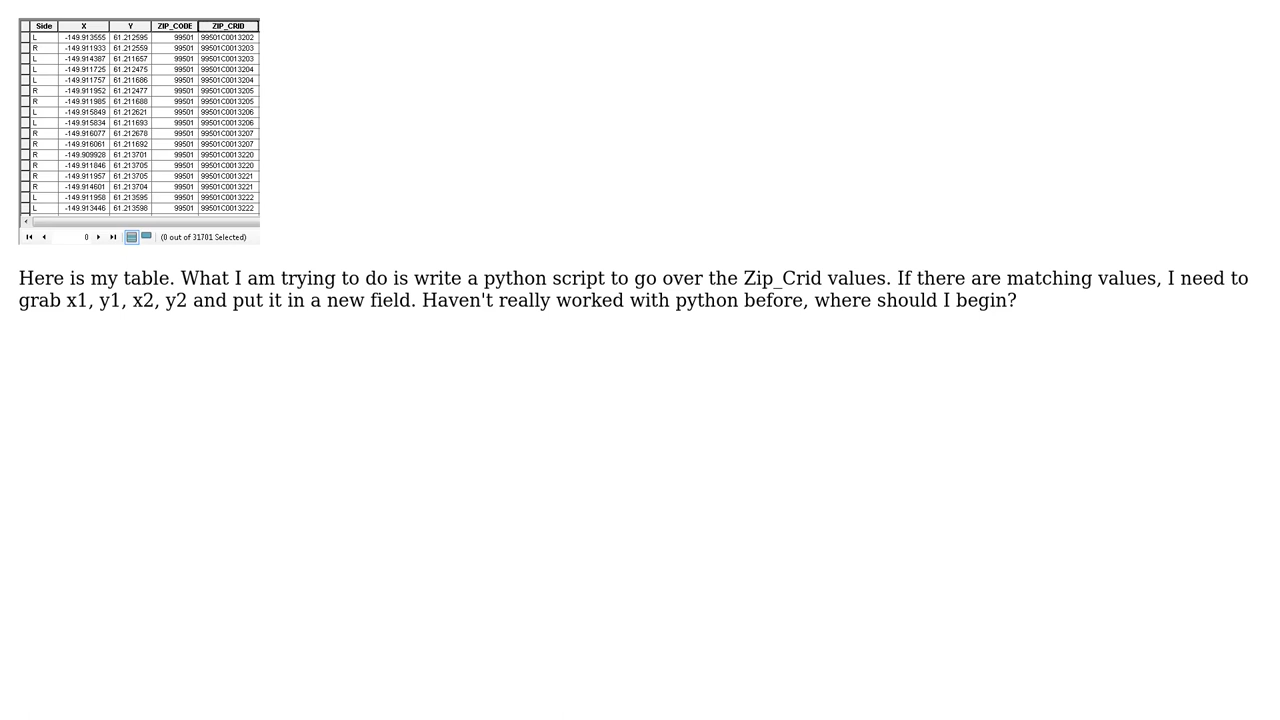 Side X Y ZIP_CODE ZIP_CRID
L -149.913555 61.212595 99501 99501C0013202
R -149.911933 61.212559 99501 99501C0013203
L -149.914387 61.211657 99501 99501C0013203
L -149.911725 61.212475 99501 99501C0013204
L -149.911757 61.211686 99501 99501C0013204
R -149.911952 61.212477 99501 99501C0013205
R -149.911985 61.211688 99501 99501C0013205
L -149.915849 61.212621 99501 99501C0013206
L -149.915834 61.211693 99501 99501C0013206
R -149.916077 61.212678 99501 99501C0013207
R -149.916061 61.211692 99501 99501C0013207
R -149.909928 61.213701 99501 99501C0013220
R -149.911846 61.213705 99501 99501C0013220
R -149.911957 61.213705 99501 99501C0013221
R -149.914601 61.213704 99501 99501C0013221
L -149.911958 61.213595 99501 99501C0013222
L -149.913446 61.213598 99501 99501C0013222
0 (0 out of 31701 Selected)
Here is my table. What I am trying to do is write a python script to go over the Zip_Crid values. If there are matching values, I need to
grab x1, y1, x2, y2 and put it in a new field. Haven't really worked with python before, where should I begin?